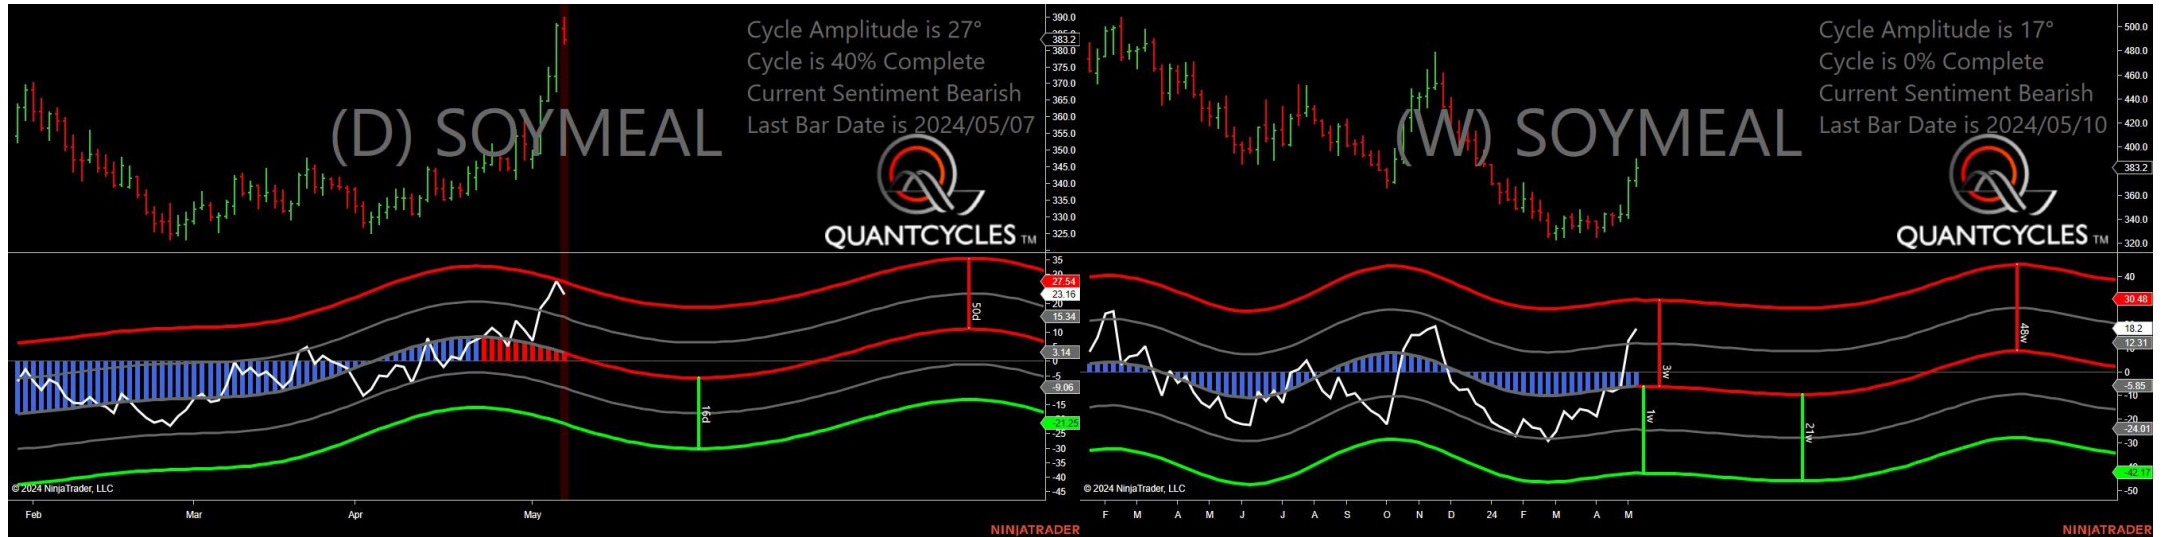 Cycle Amplitude is 27°
Cycle is 40% Complete
Current Sentiment Bearish
Last Bar Date is 2024/05/07
(D) SOYMEAL
QUANTCYCLES TM
390.0
383.2
380.0
375.0
370.0
365.0
360.0
355.0
350.0
345.0
340.0
335.0
330.0
325.0
35
27.54
23.16
20
15.34
10
3.14
0
-5
-9.06
-15
-21.25
-25
-30
-35
-40
-45
50d
16d
© 2024 NinjaTrader, LLC
Feb Mar Apr May
NINJATRADER
Cycle Amplitude is 17°
Cycle is 0% Complete
Current Sentiment Bearish
Last Bar Date is 2024/05/10
(W) SOYMEAL
QUANTCYCLES TM
500.0
480.0
460.0
440.0
420.0
400.0
383.2
360.0
340.0
320.0
40
30.48
18.2
12.31
0
-5.85
-10
-20
-24.01
-30
-42.17
-50
3w
1w
21w
48w
© 2024 NinjaTrader, LLC
F M A M J J A S O N D 24 F M A M
NINJATRADER